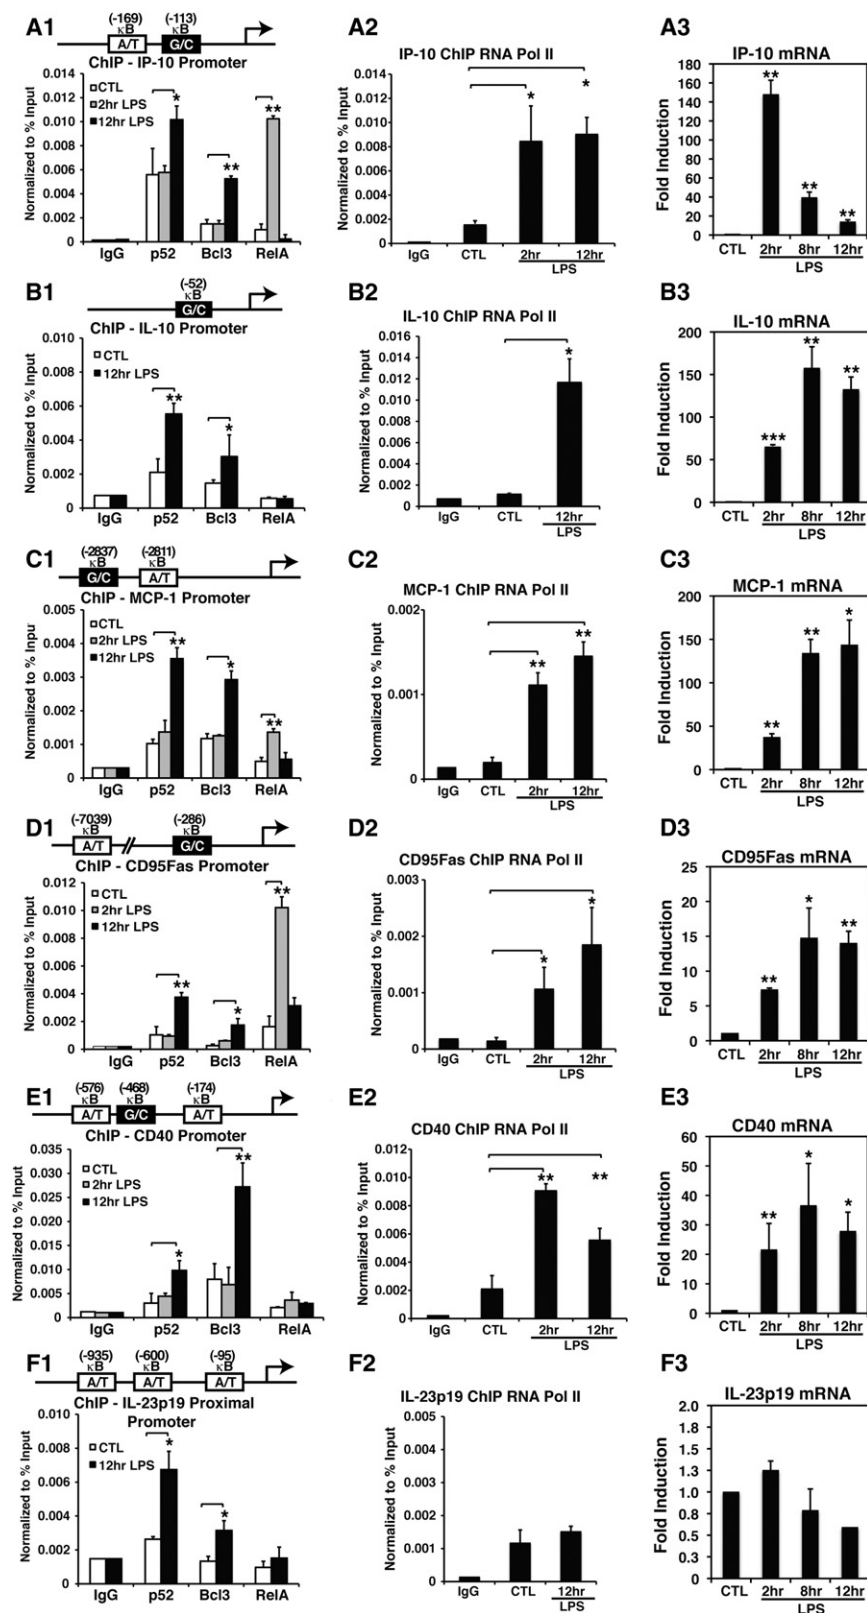 A1
(-169) (-113)
κB κB
A/T G/C
ChIP - IP-10 Promoter
Normalized to % Input
0.014
0.012
0.010
0.008
0.006
0.004
0.002
0
CTL
2hr LPS
12hr LPS
* ** **
IgG p52 Bcl3 RelA
A2
IP-10 ChIP RNA Pol II
Normalized to % Input
0.014
0.012
0.010
0.008
0.006
0.004
0.002
0
* *
IgG CTL 2hr 12hr
LPS
A3
IP-10 mRNA
Fold Induction
180
160
140
120
100
80
60
40
20
0
** ** **
CTL 2hr 8hr 12hr
LPS
B1
(-52)
κB
G/C
ChIP - IL-10 Promoter
Normalized to % Input
0.010
0.008
0.006
0.004
0.002
0
CTL
12hr LPS
** *
IgG p52 Bcl3 RelA
B2
IL-10 ChIP RNA Pol II
Normalized to % Input
0.016
0.014
0.012
0.010
0.008
0.006
0.004
0.002
0
*
IgG CTL 12hr
LPS
B3
IL-10 mRNA
Fold Induction
200
150
100
50
0
*** ** **
CTL 2hr 8hr 12hr
LPS
C1
(-2837) (-2811)
κB κB
G/C A/T
ChIP - MCP-1 Promoter
Normalized to % Inpu
0.005
0.004
0.003
0.002
0.001
0
CTL
2hr LPS
12hr LPS
** * **
IgG p52 Bcl3 RelA
C2
MCP-1 ChIP RNA Pol II
Normalized to % Input
0.002
0.001
0
** **
IgG CTL 2hr 12hr
LPS
C3
MCP-1 mRNA
Fold Induction
200
150
100
50
0
** ** *
CTL 2hr 8hr 12hr
LPS
D1
(-7039) (-286)
κB κB
A/T G/C
ChIP - CD95Fas Promoter
Normalized to % Input
0.012
0.010
0.008
0.006
0.004
0.002
0
CTL
2hr LPS
12hr LPS
** * **
IgG p52 Bcl3 RelA
D2
CD95Fas ChIP RNA Pol II
Normalized to % Input
0.003
0.002
0.001
0
* *
IgG CTL 2hr 12hr
LPS
D3
CD95Fas mRNA
Fold Induction
25
20
15
10
5
0
** * **
CTL 2hr 8hr 12hr
LPS
E1
(-576) (-468) (-174)
κB κB κB
A/T G/C A/T
ChIP - CD40 Promoter
Normalized to % Input
0.035
0.030
0.025
0.020
0.015
0.010
0.005
0
CTL
2hr LPS
12hr LPS
* **
IgG p52 Bcl3 RelA
E2
CD40 ChIP RNA Pol II
Normalized to % Input
0.012
0.010
0.008
0.006
0.004
0.002
0
** **
IgG CTL 2hr 12hr
LPS
E3
CD40 mRNA
Fold Induction
60
50
40
30
20
10
0
** * *
CTL 2hr 8hr 12hr
LPS
F1
(-935) (-600) (-95)
κB κB κB
A/T A/T A/T
ChIP - IL-23p19 Proximal
Promoter
Normalized to % Input
0.010
0.008
0.006
0.004
0.002
0
CTL
12hr LPS
* *
IgG p52 Bcl3 RelA
F2
IL-23p19 ChIP RNA Pol II
Normalized to % Input
0.005
0.004
0.003
0.002
0.001
0
IgG CTL 12hr
LPS
F3
IL-23p19 mRNA
Fold Induction
2.0
1.8
1.5
1.3
1.0
0.8
0.5
0.3
0.0
CTL 2hr 8hr 12hr
LPS